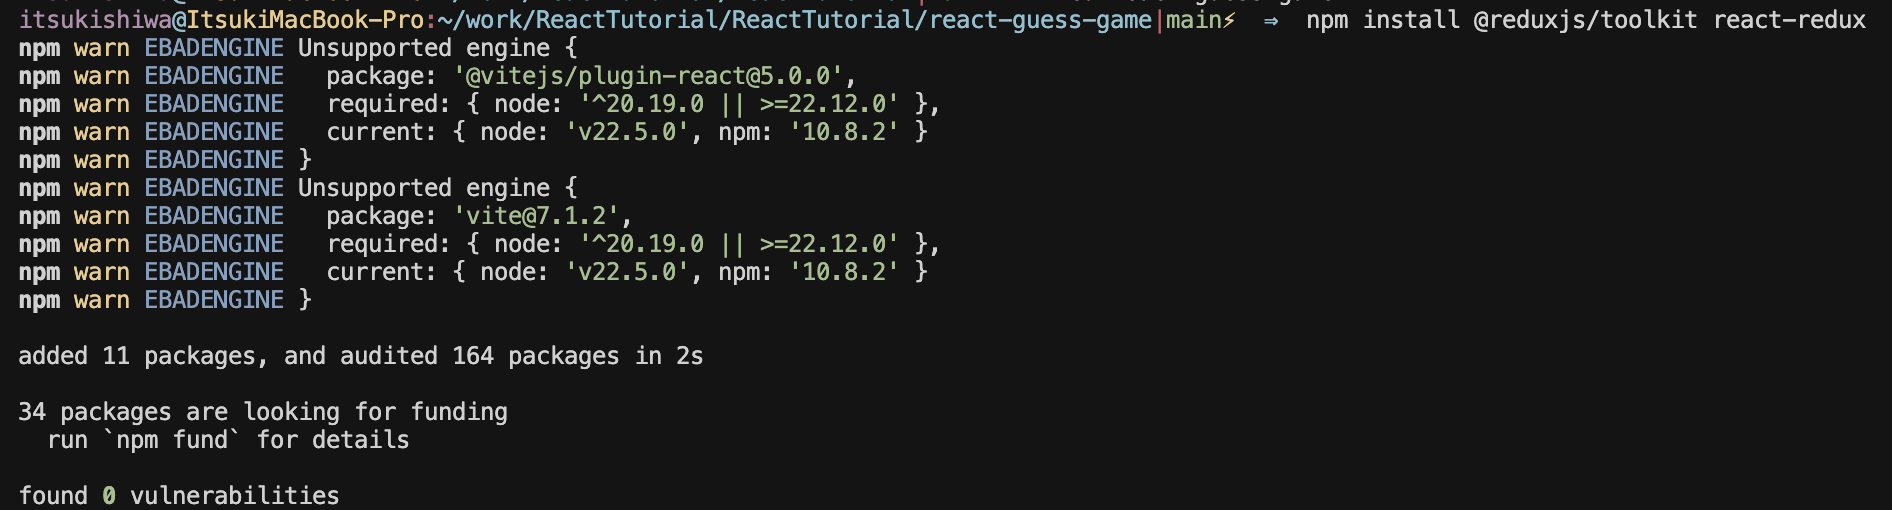 itsukishiwa@ItsukiMacBook-Pro:~/work/ReactTutorial/ReactTutorial/react-guess-game|main⚡ ⇒ npm install @reduxjs/toolkit react-redux
npm warn EBADENGINE Unsupported engine {
npm warn EBADENGINE   package: '@vitejs/plugin-react@5.0.0',
npm warn EBADENGINE   required: { node: '^20.19.0 || >=22.12.0' },
npm warn EBADENGINE   current: { node: 'v22.5.0', npm: '10.8.2' }
npm warn EBADENGINE }
npm warn EBADENGINE Unsupported engine {
npm warn EBADENGINE   package: 'vite@7.1.2',
npm warn EBADENGINE   required: { node: '^20.19.0 || >=22.12.0' },
npm warn EBADENGINE   current: { node: 'v22.5.0', npm: '10.8.2' }
npm warn EBADENGINE }
added 11 packages, and audited 164 packages in 2s
34 packages are looking for funding
  run `npm fund` for details
found 0 vulnerabilities